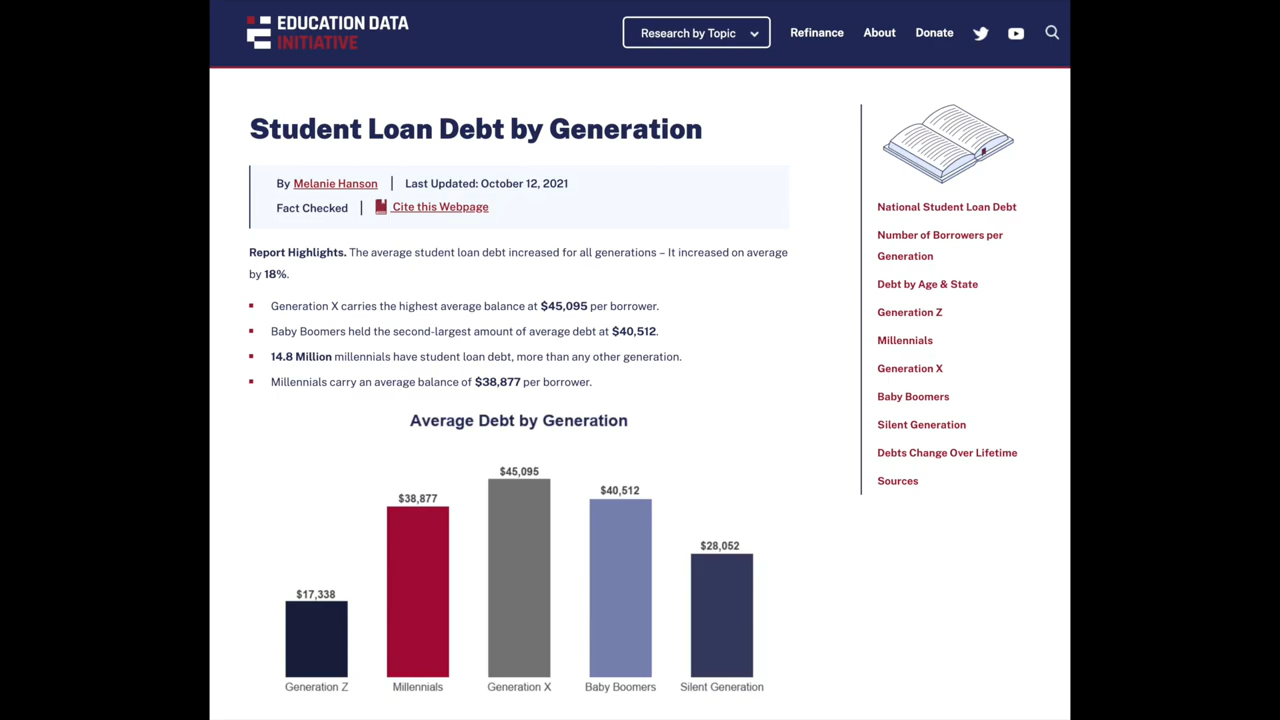 EDUCATION DATA
INITIATIVE
Research by Topic
Refinance
About
Donate
Student Loan Debt by Generation
By Melanie Hanson | Last Updated: October 12, 2021
Fact Checked | Cite this Webpage
Report Highlights. The average student loan debt increased for all generations – It increased on average
by 18%.
Generation X carries the highest average balance at $45,095 per borrower.
Baby Boomers held the second-largest amount of average debt at $40,512.
14.8 Million millennials have student loan debt, more than any other generation.
Millennials carry an average balance of $38,877 per borrower.
Average Debt by Generation
$17,338
$38,877
$45,095
$40,512
$28,052
Generation Z
Millennials
Generation X
Baby Boomers
Silent Generation
National Student Loan Debt
Number of Borrowers per
Generation
Debt by Age & State
Generation Z
Millennials
Generation X
Baby Boomers
Silent Generation
Debts Change Over Lifetime
Sources